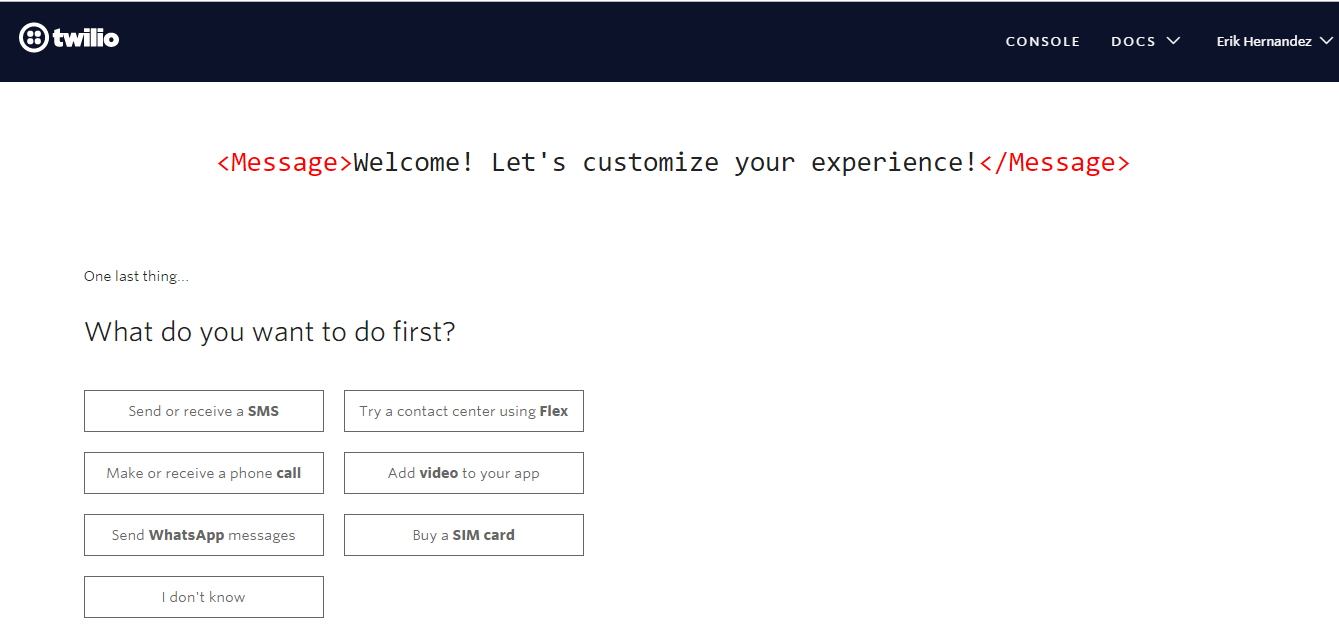 twilio
CONSOLE DOCS Erik Hernandez
<Message>Welcome! Let's customize your experience!</Message>
One last thing...
What do you want to do first?
Send or receive a SMS
Try a contact center using Flex
Make or receive a phone call
Add video to your app
Send WhatsApp messages
Buy a SIM card
I don't know